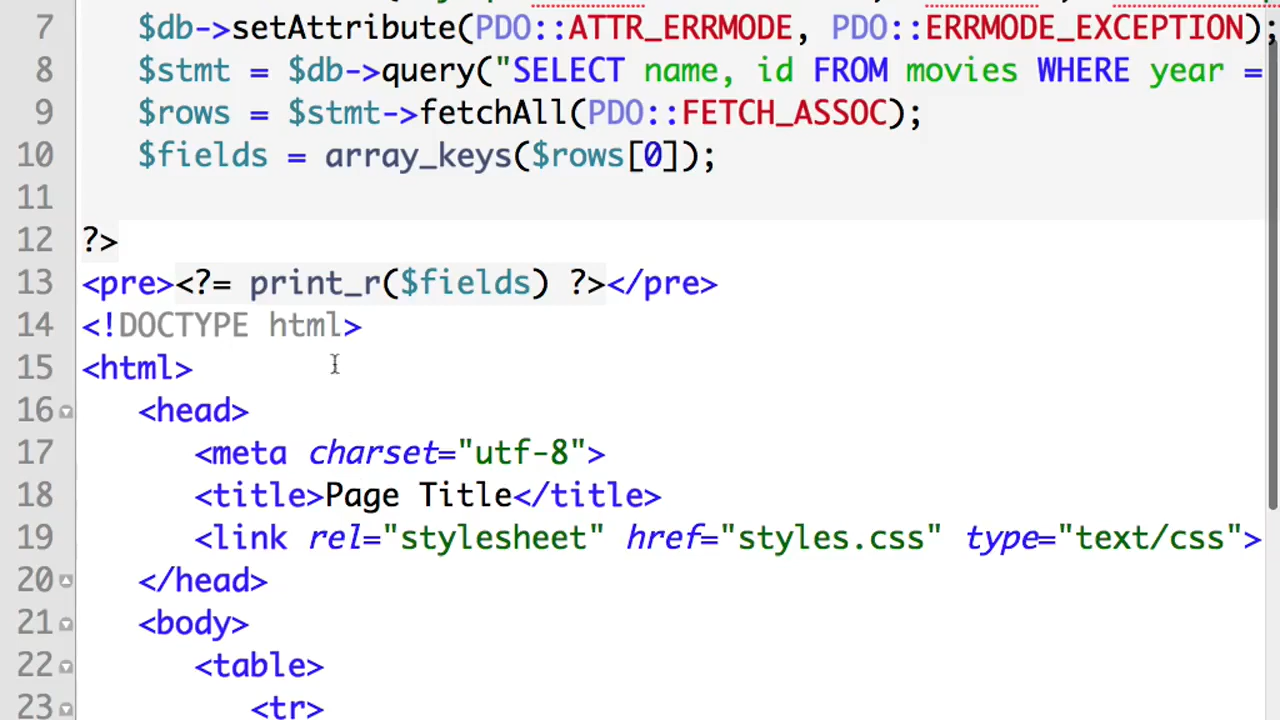 7 $db->setAttribute(PDO::ATTR_ERRMODE, PDO::ERRMODE_EXCEPTION);
8 $stmt = $db->query("SELECT name, id FROM movies WHERE year =
9 $rows = $stmt->fetchAll(PDO::FETCH_ASSOC);
10 $fields = array_keys($rows[0]);
11
12 ?>
13 <pre><?= print_r($fields) ?></pre>
14 <!DOCTYPE html>
15 <html>
16 <head>
17 <meta charset="utf-8">
18 <title>Page Title</title>
19 <link rel="stylesheet" href="styles.css" type="text/css">
20 </head>
21 <body>
22 <table>
23 <tr>